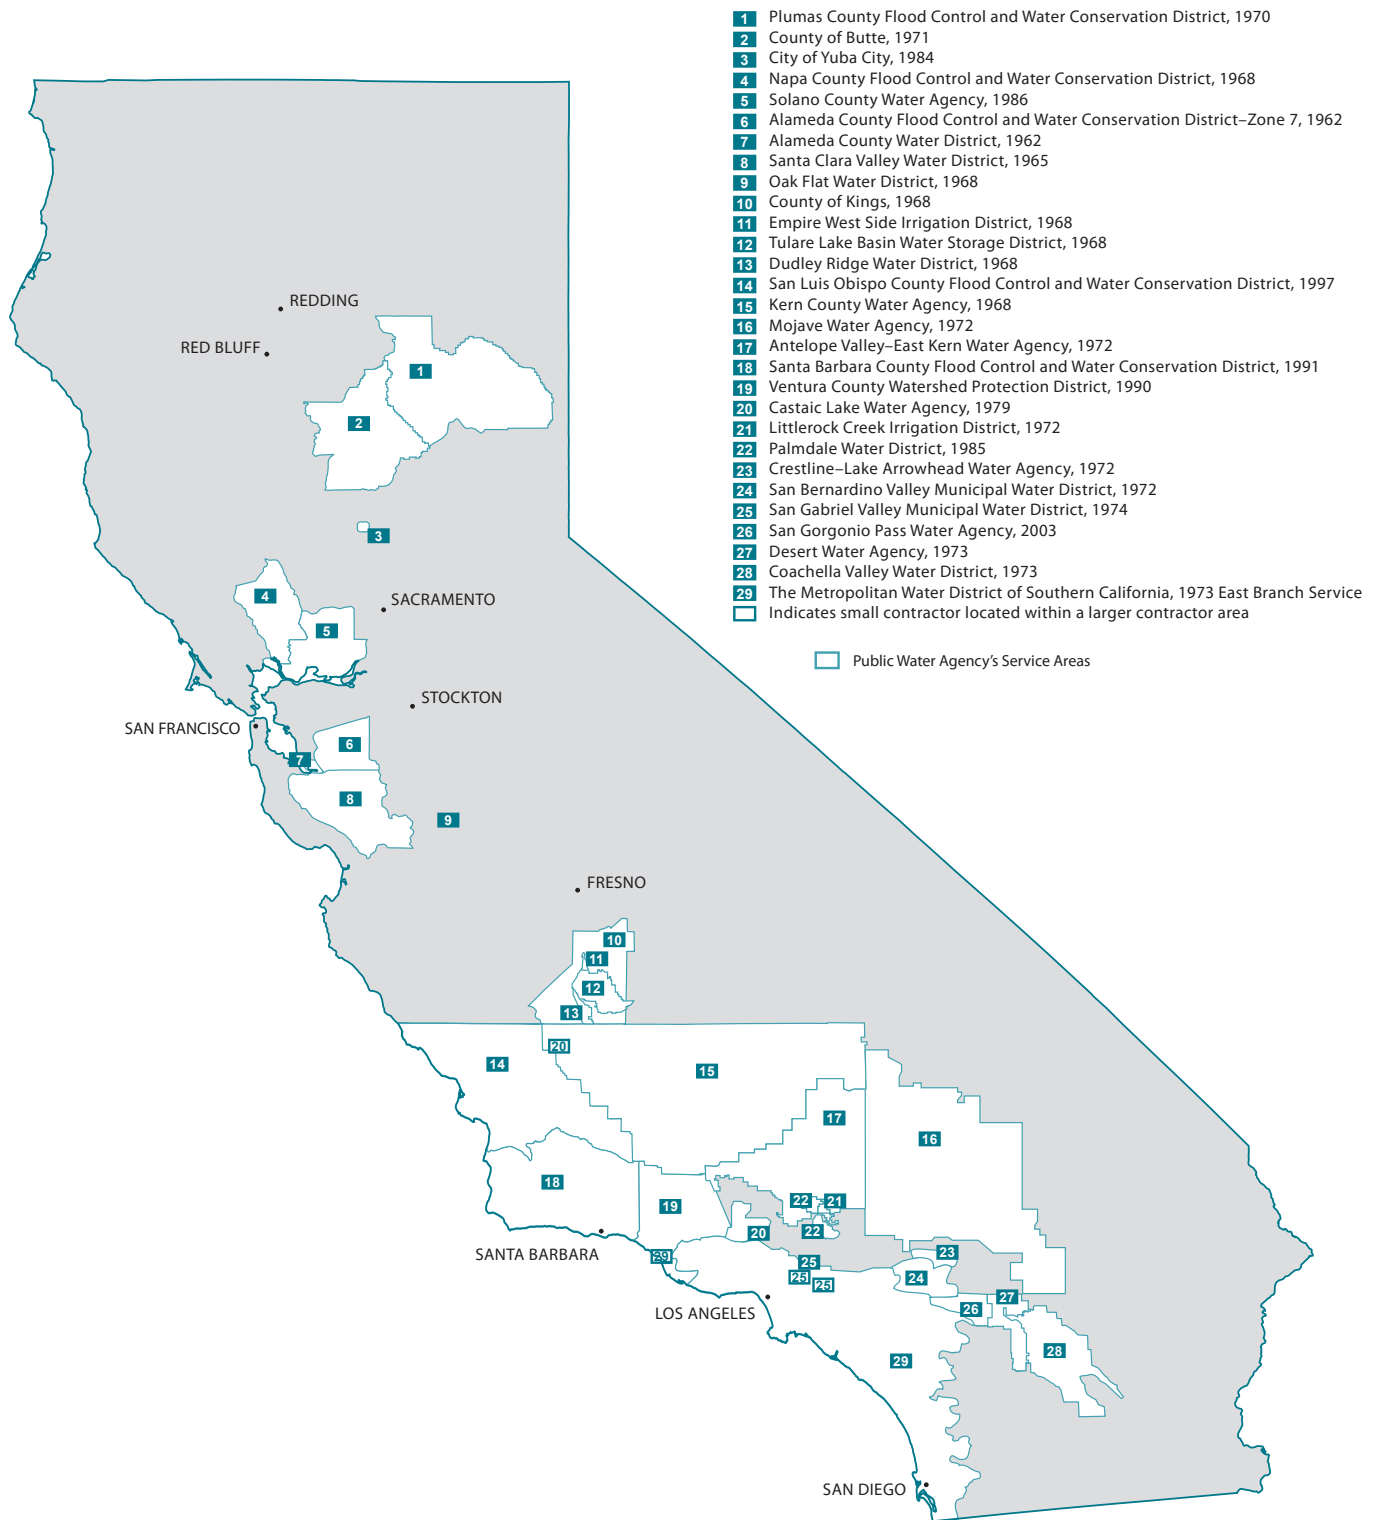 1 Plumas County Flood Control and Water Conservation District, 1970
2 County of Butte, 1971
3 City of Yuba City, 1984
4 Napa County Flood Control and Water Conservation District, 1968
5 Solano County Water Agency, 1986
6 Alameda County Flood Control and Water Conservation District–Zone 7, 1962
7 Alameda County Water District, 1962
8 Santa Clara Valley Water District, 1965
9 Oak Flat Water District, 1968
10 County of Kings, 1968
11 Empire West Side Irrigation District, 1968
12 Tulare Lake Basin Water Storage District, 1968
13 Dudley Ridge Water District, 1968
14 San Luis Obispo County Flood Control and Water Conservation District, 1997
15 Kern County Water Agency, 1968
16 Mojave Water Agency, 1972
17 Antelope Valley–East Kern Water Agency, 1972
18 Santa Barbara County Flood Control and Water Conservation District, 1991
19 Ventura County Watershed Protection District, 1990
20 Castaic Lake Water Agency, 1979
21 Littlerock Creek Irrigation District, 1972
22 Palmdale Water District, 1985
23 Crestline–Lake Arrowhead Water Agency, 1972
24 San Bernardino Valley Municipal Water District, 1972
25 San Gabriel Valley Municipal Water District, 1974
26 San Gorgonio Pass Water Agency, 2003
27 Desert Water Agency, 1973
28 Coachella Valley Water District, 1973
29 The Metropolitan Water District of Southern California, 1973 East Branch Service
Indicates small contractor located within a larger contractor area
Public Water Agency's Service Areas
REDDING
RED BLUFF
1
2
3
4
SACRAMENTO
5
STOCKTON
SAN FRANCISCO
6
7
8
9
FRESNO
10
11
12
13
20
14
15
17
16
18
22
21
19
20
22
SANTA BARBARA
29
23
25
25
24
25
27
LOS ANGELES
26
28
29
SAN DIEGO